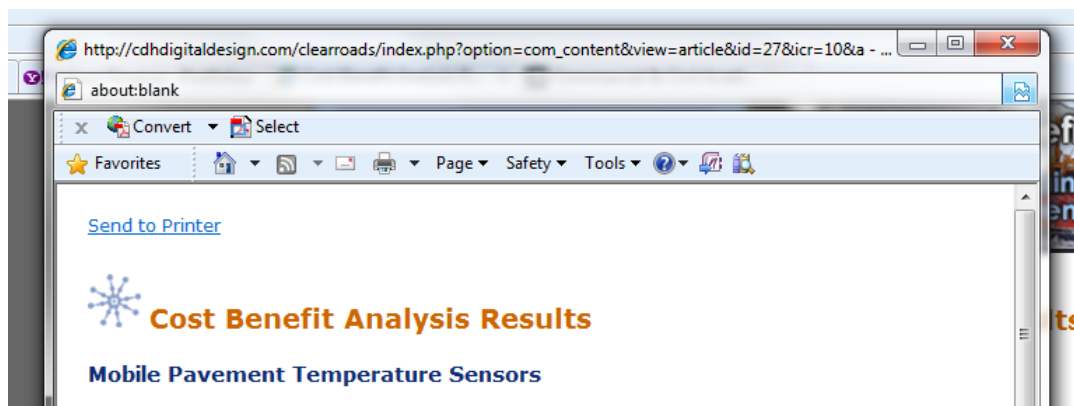 http://cdhdigitaldesign.com/clearroads/index.php?option=com_content&view=article&id=27&icr=10&a - ...
about:blank
x Convert Select
Favorites Page Safety Tools
Send to Printer
Cost Benefit Analysis Results
Mobile Pavement Temperature Sensors